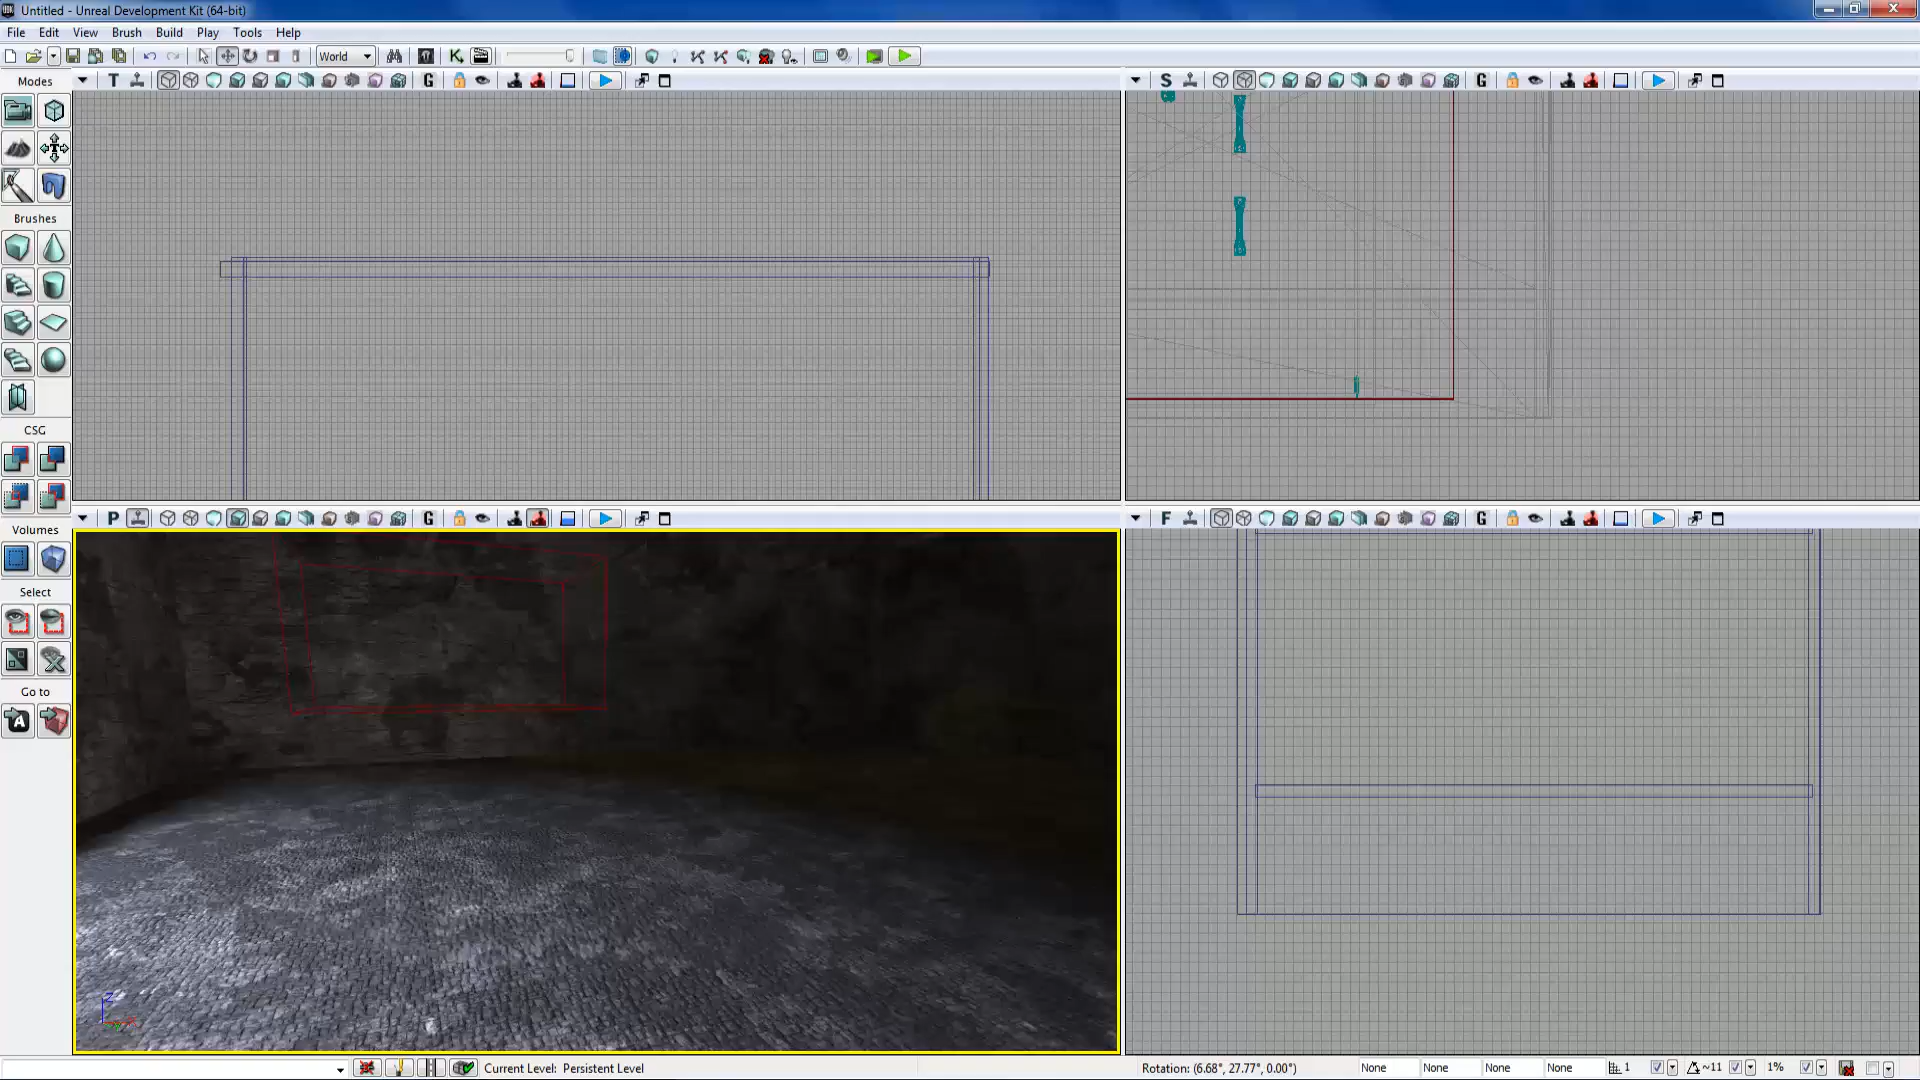 Untitled - Unreal Development Kit (64-bit)
File Edit View Brush Build Play Tools Help
World
Modes
T G
S G
Brushes
CSG
Volumes
P G
F G
Select
Go to
A
Z
Current Level: Persistent Level
Rotation: (6.68°, 27.77°, 0.00°)
None None None None
1
~11
1%